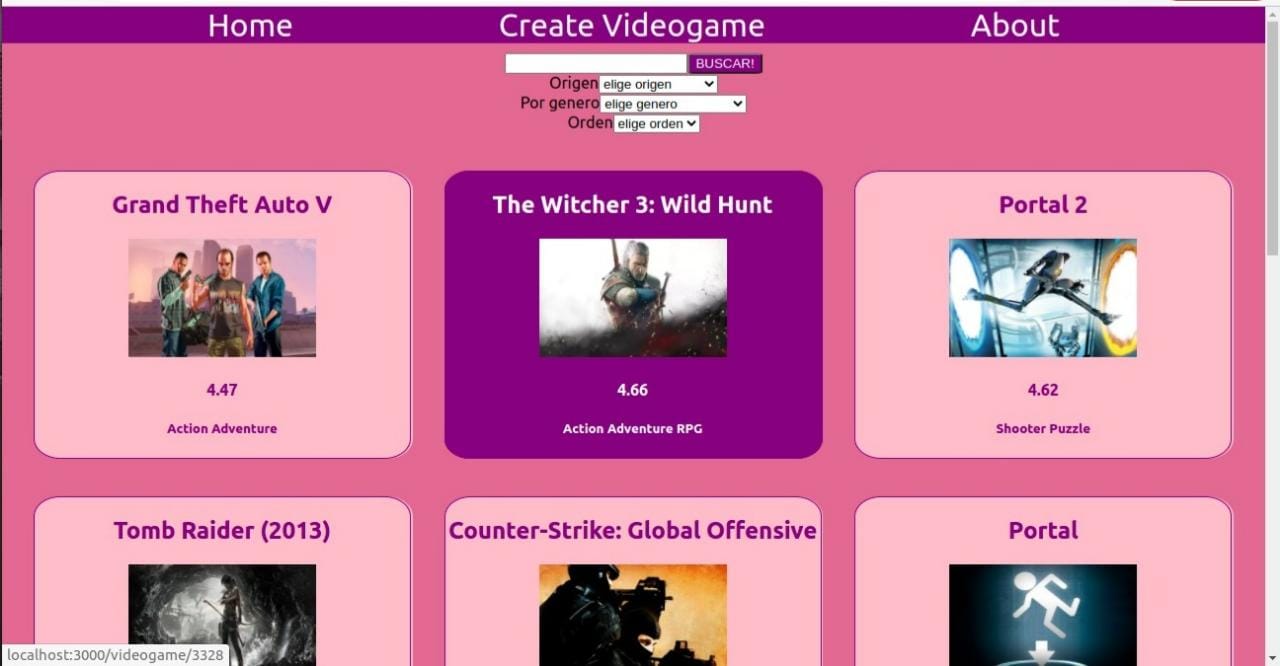 Home Create Videogame About
BUSCAR!
Origen elige origen
Por genero elige genero
Orden elige orden
Grand Theft Auto V
4.47
Action Adventure
The Witcher 3: Wild Hunt
4.66
Action Adventure RPG
Portal 2
4.62
Shooter Puzzle
Tomb Raider (2013)
Counter-Strike: Global Offensive
Portal
localhost:3000/videogame/3328